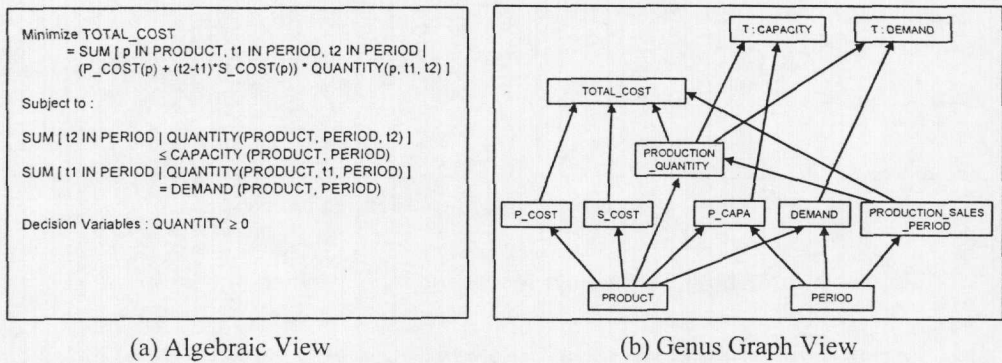 Minimize TOTAL_COST
= SUM [ p IN PRODUCT, t1 IN PERIOD, t2 IN PERIOD |
(P_COST(p) + (t2-t1)*S_COST(p)) * QUANTITY(p, t1, t2) ]
Subject to :
SUM [ t2 IN PERIOD | QUANTITY(PRODUCT, PERIOD, t2) ]
≤ CAPACITY (PRODUCT, PERIOD)
SUM [ t1 IN PERIOD | QUANTITY(PRODUCT, t1, PERIOD) ]
= DEMAND (PRODUCT, PERIOD)
Decision Variables : QUANTITY ≥ 0
(a) Algebraic View
T : CAPACITY
T : DEMAND
TOTAL_COST
PRODUCTION
_QUANTITY
P_COST
S_COST
P_CAPA
DEMAND
PRODUCTION_SALES
_PERIOD
PRODUCT
PERIOD
(b) Genus Graph View